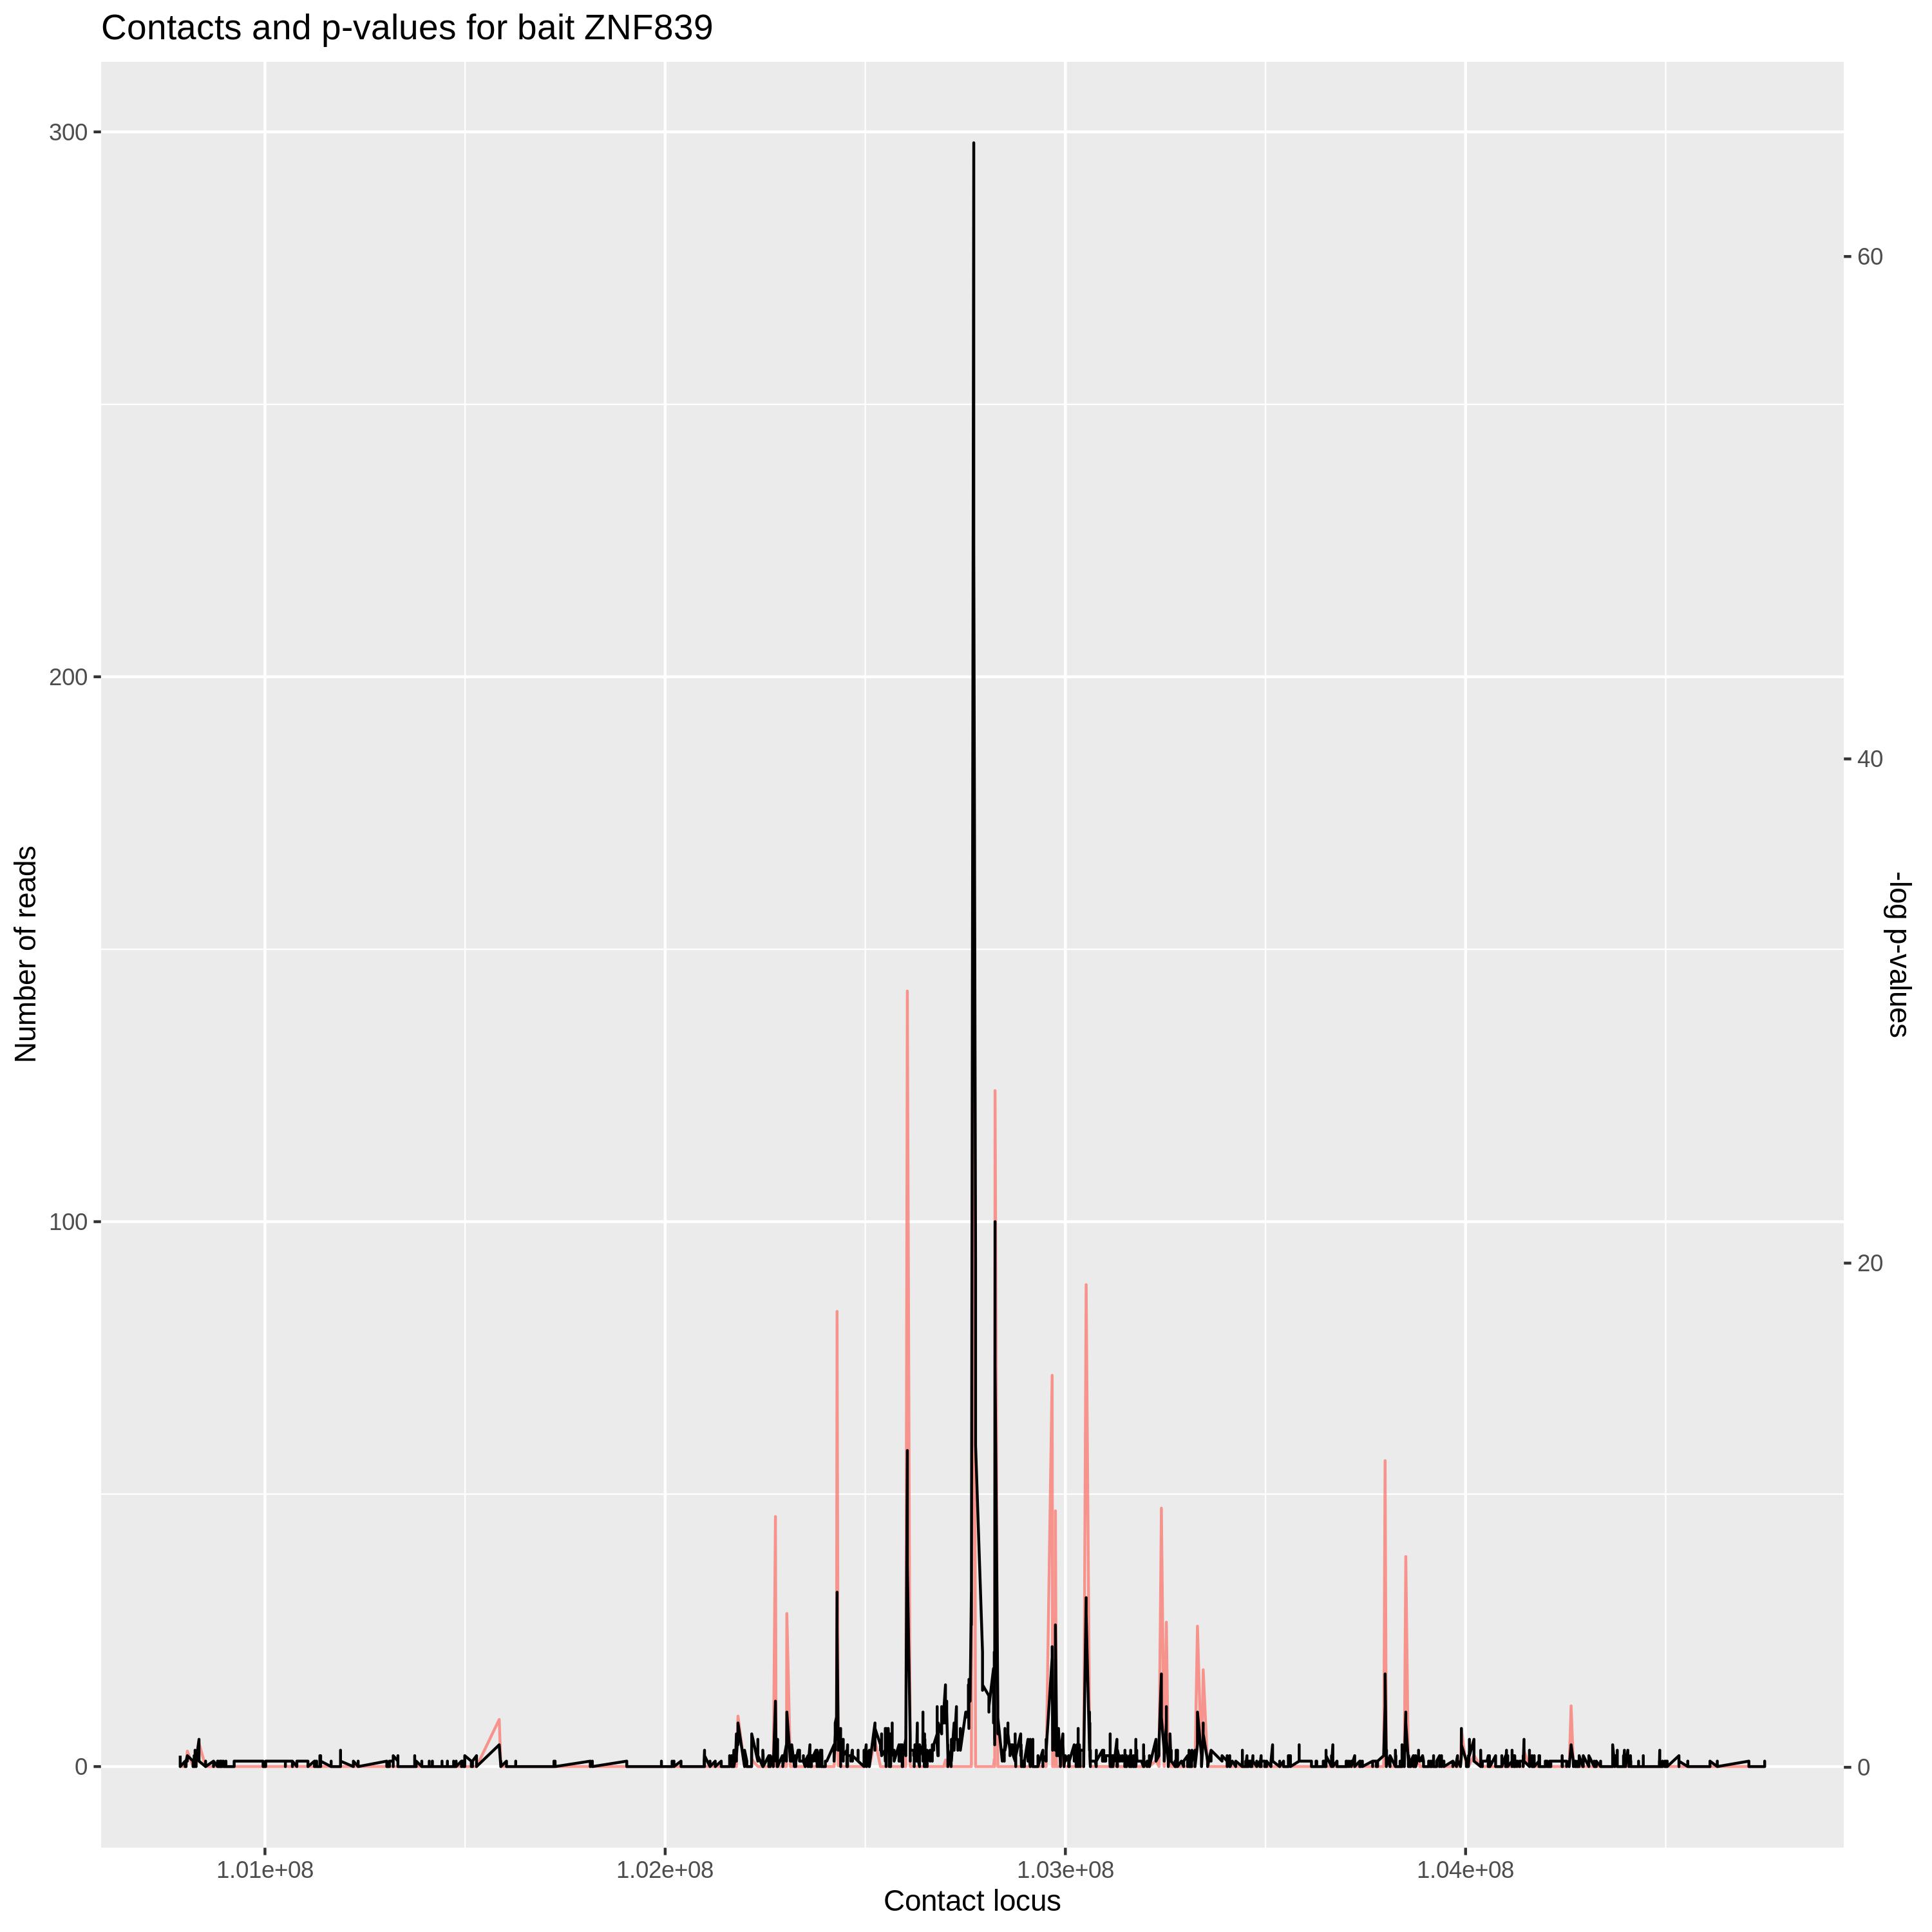 Contacts and p-values for bait ZNF839
300
200
100
0
Number of reads
60
40
20
0
-log p-values
1.01e+08
1.02e+08
1.03e+08
1.04e+08
Contact locus